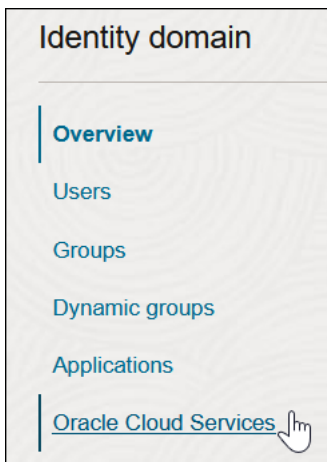 Identity domain
Overview
Users
Groups
Dynamic groups
Applications
Oracle Cloud Services